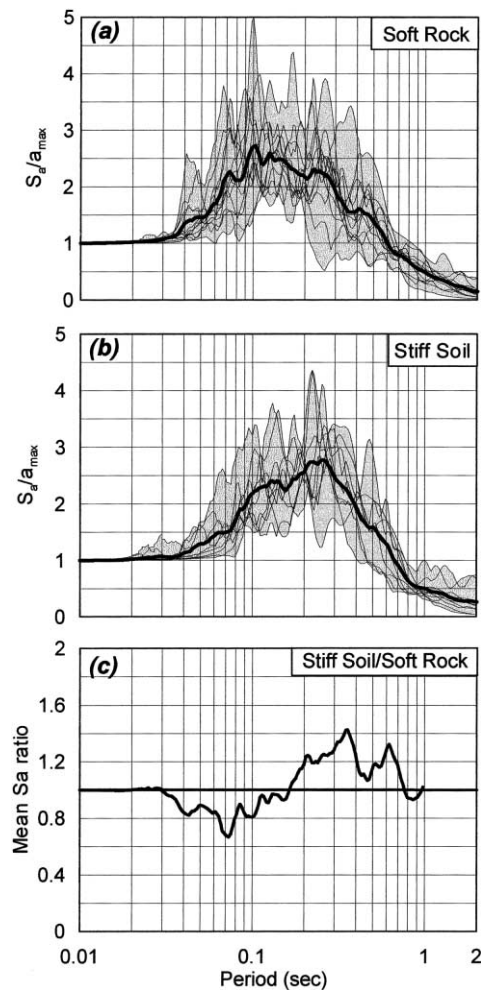 (a)
Soft Rock
5
4
3
2
1
0
Sa/amax
(b)
Stiff Soil
5
4
3
2
1
0
Sa/amax
(c)
Stiff Soil/Soft Rock
2
1.6
1.2
0.8
0.4
0
Mean Sa ratio
0.01 0.1 1 2
Period (sec)